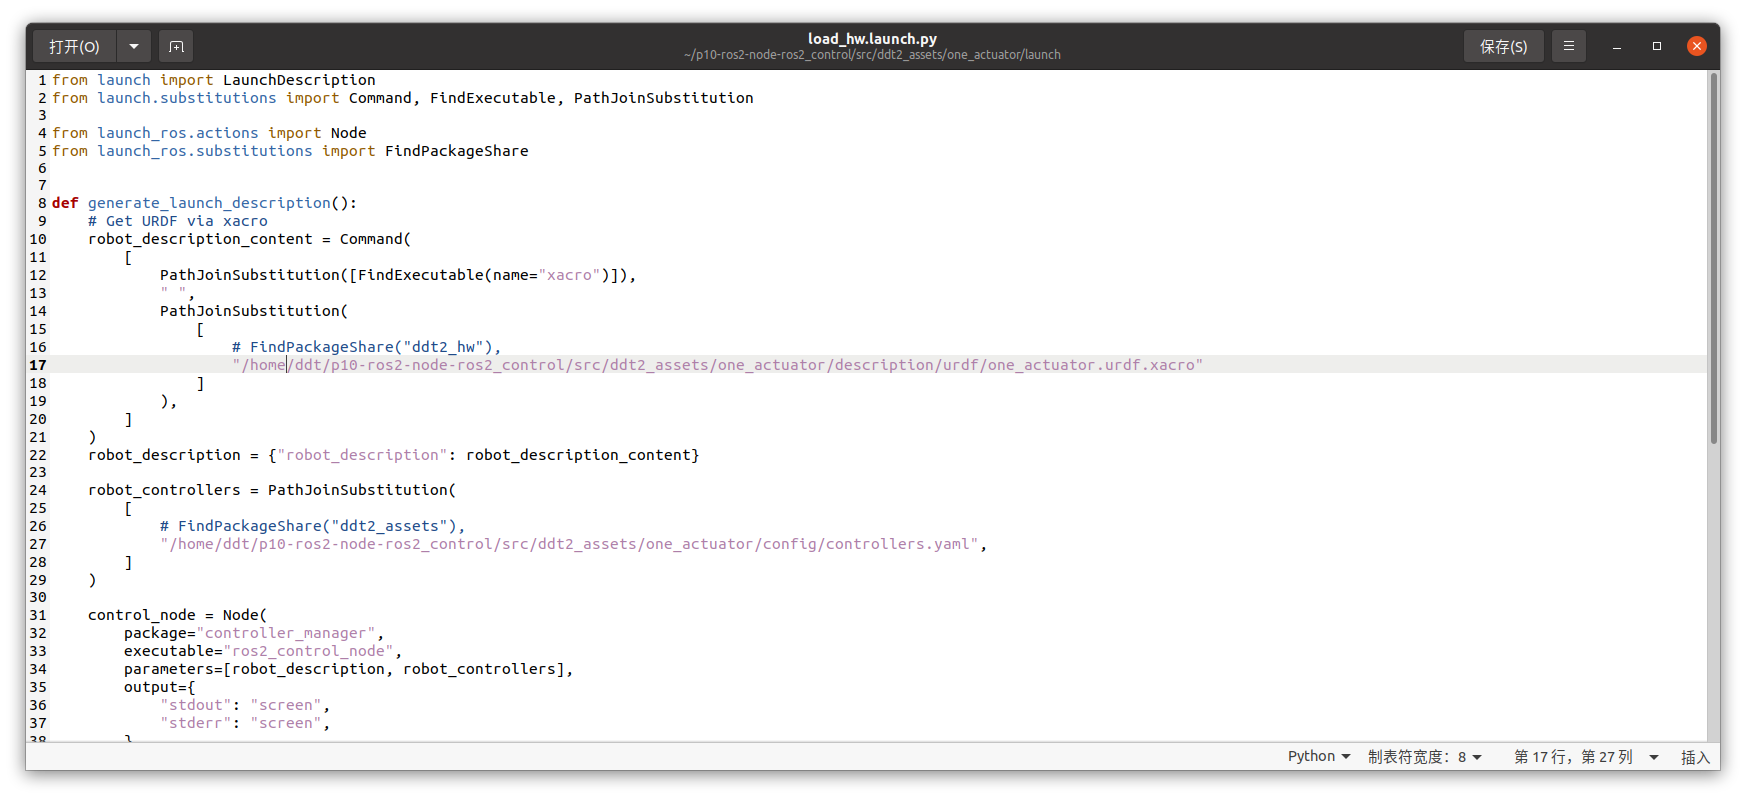 打开(O)
load_hw.launch.py
~/p10-ros2-node-ros2_control/src/ddt2_assets/one_actuator/launch
保存(S)
1 from launch import LaunchDescription
2 from launch.substitutions import Command, FindExecutable, PathJoinSubstitution
3
4 from launch_ros.actions import Node
5 from launch_ros.substitutions import FindPackageShare
6
7
8 def generate_launch_description():
9     # Get URDF via xacro
10     robot_description_content = Command(
11         [
12             PathJoinSubstitution([FindExecutable(name="xacro")]),
13             " ",
14             PathJoinSubstitution(
15                 [
16                     # FindPackageShare("ddt2_hw"),
17                     "/home/ddt/p10-ros2-node-ros2_control/src/ddt2_assets/one_actuator/description/urdf/one_actuator.urdf.xacro"
18                 ]
19             ),
20         ]
21     )
22     robot_description = {"robot_description": robot_description_content}
23
24     robot_controllers = PathJoinSubstitution(
25         [
26             # FindPackageShare("ddt2_assets"),
27             "/home/ddt/p10-ros2-node-ros2_control/src/ddt2_assets/one_actuator/config/controllers.yaml",
28         ]
29     )
30
31     control_node = Node(
32         package="controller_manager",
33         executable="ros2_control_node",
34         parameters=[robot_description, robot_controllers],
35         output={
36             "stdout": "screen",
37             "stderr": "screen",
38         }
Python 制表符宽度：8 第 17 行，第 27 列 插入